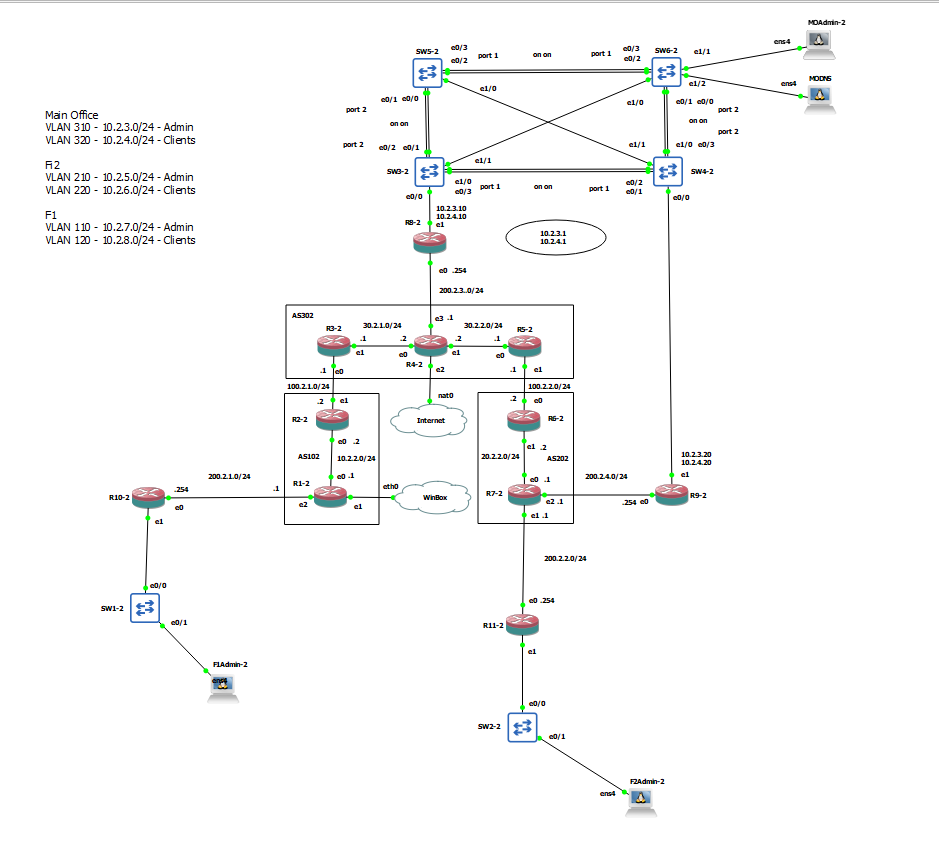 MOAdmin-2
ens4
SW5-2
e0/3
e0/2
port 1
on on
port 1
e0/3
e0/2
SW6-2
e1/1
MODNS
ens4
e1/2
e0/1 e0/0
e1/0
e1/0
e0/1 e0/0
port 2
port 2
on on
on on
port 2
port 2
e0/2 e0/1
e1/1
e1/1
e1/0 e0/3
SW3-2
SW4-2
e1/0
e0/3
port 1
on on
port 1
e0/2
e0/1
e0/0
e0/0
Main Office
VLAN 310 - 10.2.3.0/24 - Admin
VLAN 320 - 10.2.4.0/24 - Clients
Fi2
VLAN 210 - 10.2.5.0/24 - Admin
VLAN 220 - 10.2.6.0/24 - Clients
F1
VLAN 110 - 10.2.7.0/24 - Admin
VLAN 120 - 10.2.8.0/24 - Clients
10.2.3.10
10.2.4.10
R8-2
e1
10.2.3.1
10.2.4.1
e0 .254
200.2.3..0/24
AS302
e3 .1
R3-2
30.2.1.0/24
30.2.2.0/24
R5-2
.1
.2
.2
.1
e1
e0
e1
e0
R4-2
e2
.1 e0
.1 e1
100.2.1.0/24
nat0
100.2.2.0/24
.2 e1
.2 e0
R2-2
Internet
R6-2
e0 .2
e1 .2
AS102
10.2.2.0/24
20.2.2.0/24
AS202
10.2.3.20
10.2.4.20
e1
200.2.1.0/24
e0 .1
e0 .1
200.2.4.0/24
R10-2
.254
e0
.1
R1-2
e2
e1
eth0
WinBox
R7-2
e2 .1
.254 e0
R9-2
e1
e1 .1
200.2.2.0/24
e0/0
SW1-2
e0/1
e0 .254
R11-2
e1
F1Admin-2
ens4
e0/0
SW2-2
e0/1
F2Admin-2
ens4